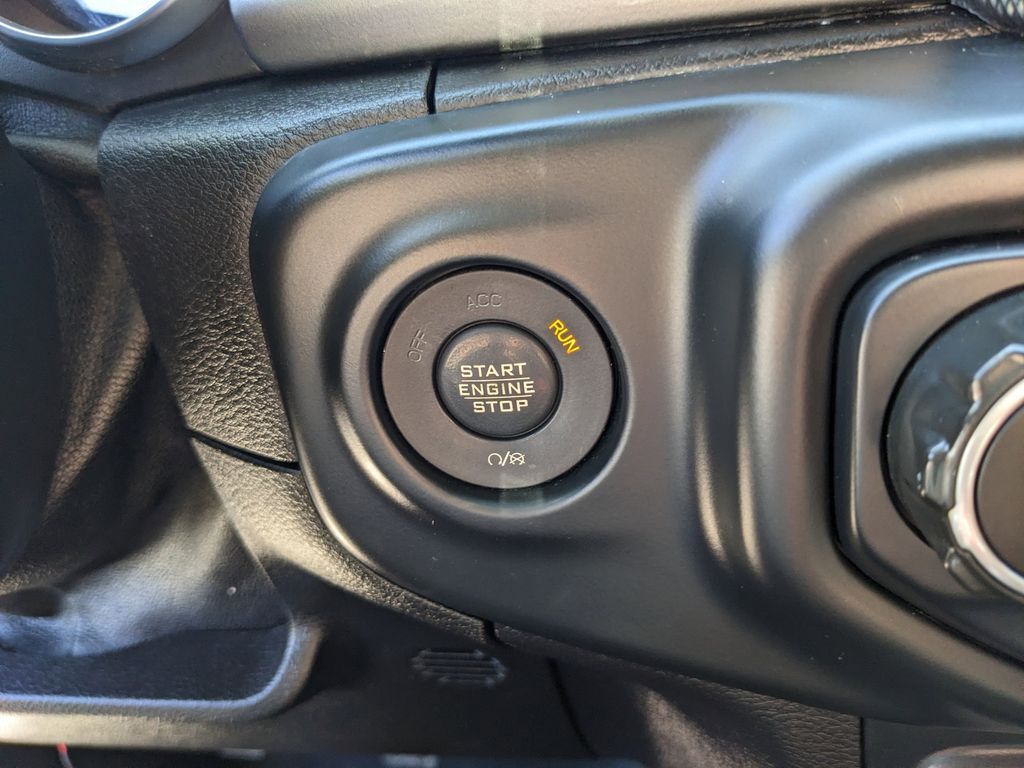 ACC
OFF
RUN
START
ENGINE
STOP